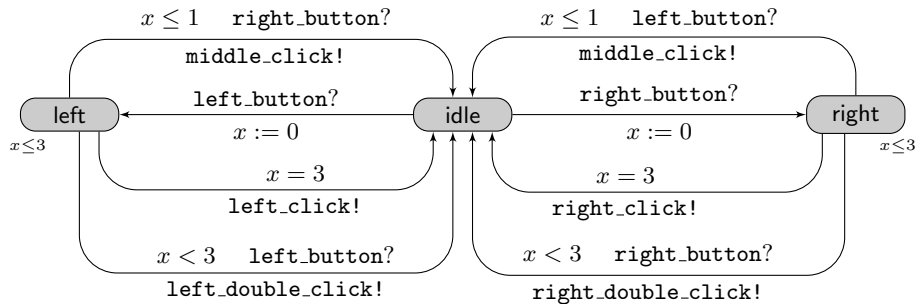 x ≤ 1 right_button?
middle_click!
x ≤ 1 left_button?
middle_click!
left_button?
x := 0
right_button?
x := 0
left
idle
right
x≤3
x≤3
x = 3
left_click!
x = 3
right_click!
x < 3 left_button?
left_double_click!
x < 3 right_button?
right_double_click!